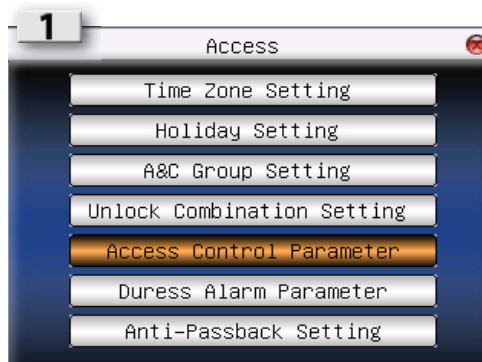 1
Access
Time Zone Setting
Holiday Setting
A&C Group Setting
Unlock Combination Setting
Access Control Parameter
Duress Alarm Parameter
Anti-Passback Setting